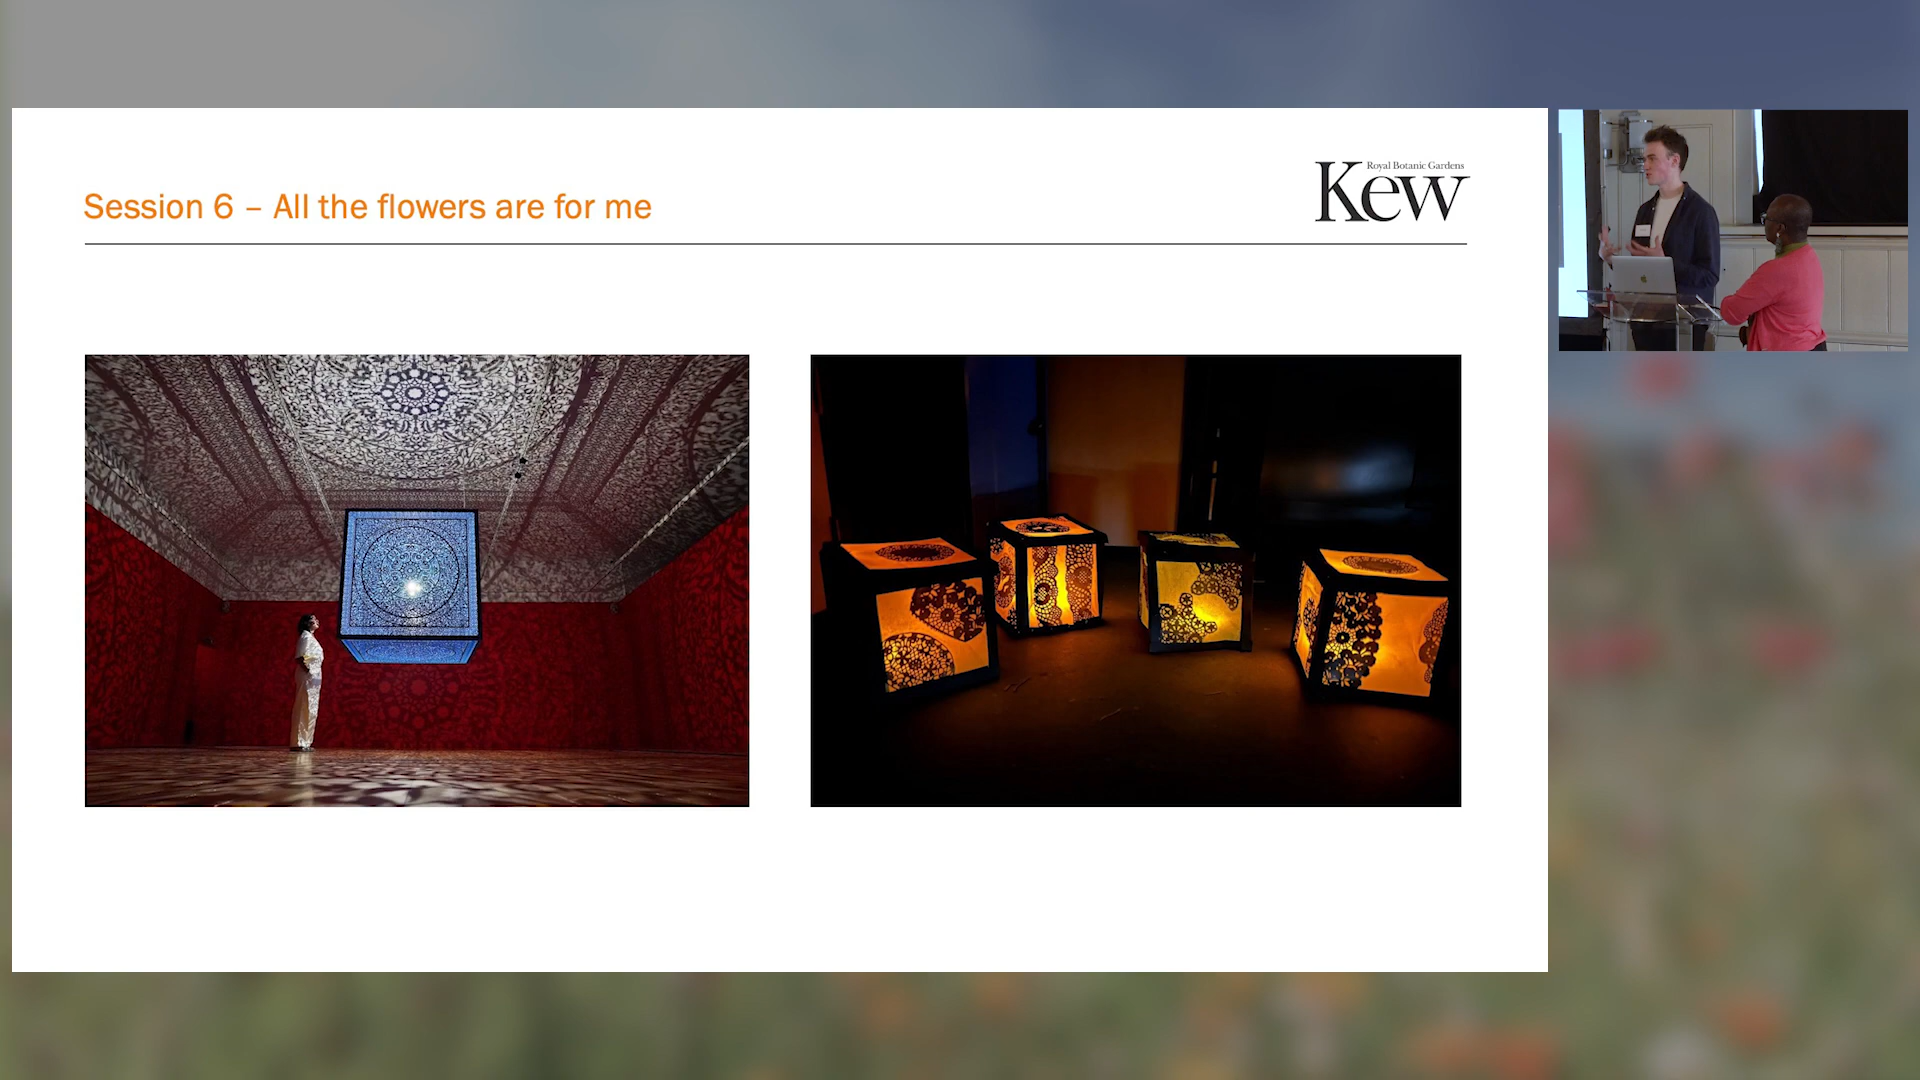 Session 6 – All the flowers are for me
Royal Botanic Gardens
Kew